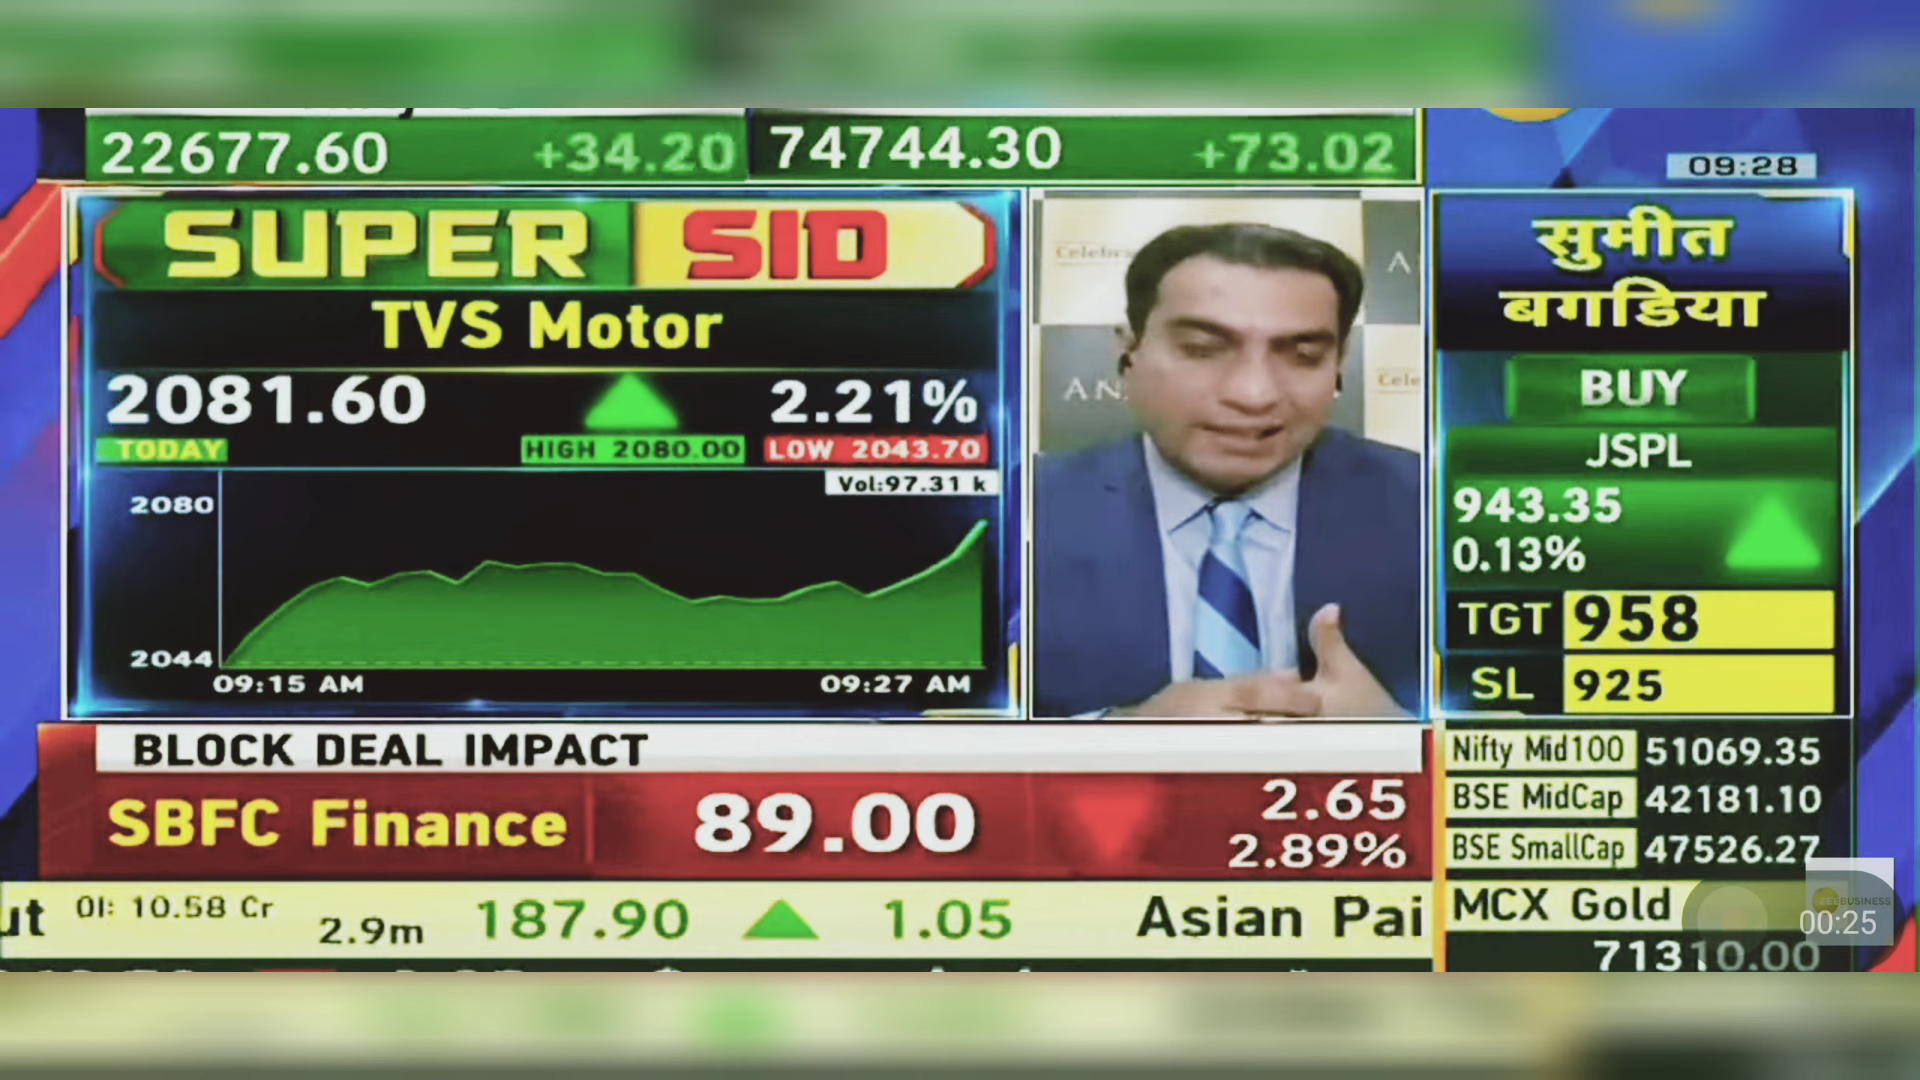 22677.60 +34.20 74744.30 +73.02
09:28
SUPER SID
TVS Motor
2081.60 2.21%
TODAY HIGH 2080.00 LOW 2043.70
Vol:97.31 k
2080
2044
09:15 AM 09:27 AM
सुमीत
बगडिया
BUY
JSPL
943.35
0.13%
TGT 958
SL 925
BLOCK DEAL IMPACT
SBFC Finance 89.00 2.65
2.89%
Nifty Mid100 51069.35
BSE MidCap 42181.10
BSE SmallCap 47526.27
MCX Gold
71310.00
OI: 10.58 Cr 2.9m 187.90 1.05 Asian Pai
ZEEBUSINESS
00:25